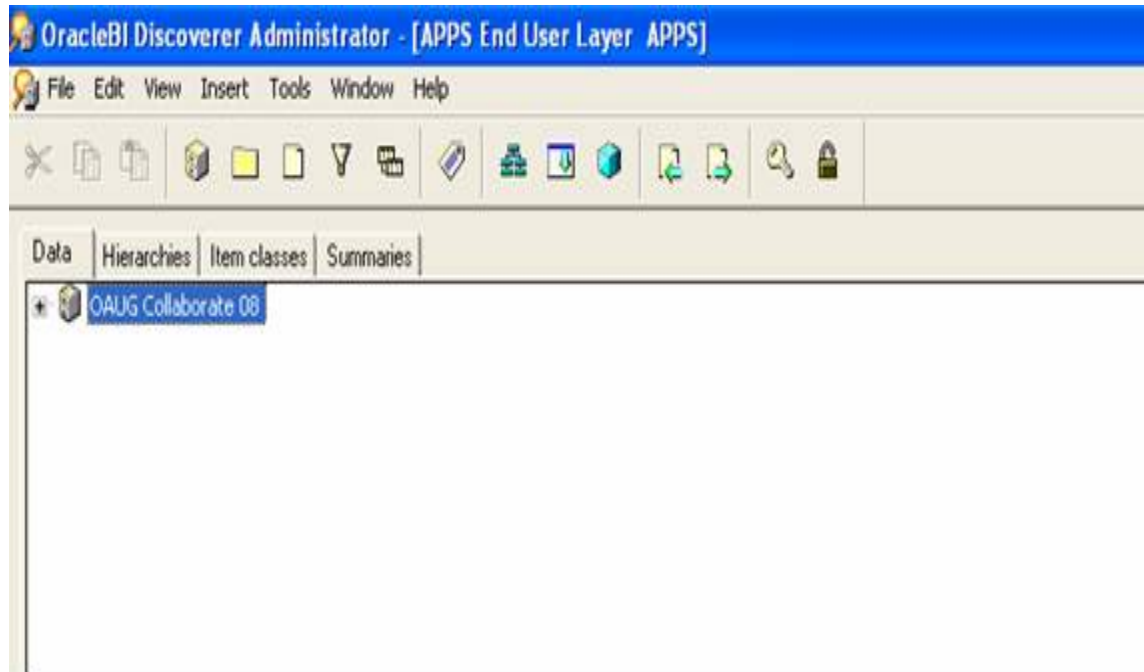 OracleBI Discoverer Administrator - [APPS End User Layer APPS]
File Edit View Insert Tools Window Help
Data Hierarchies Item classes Summaries
OAUG Collaborate 08